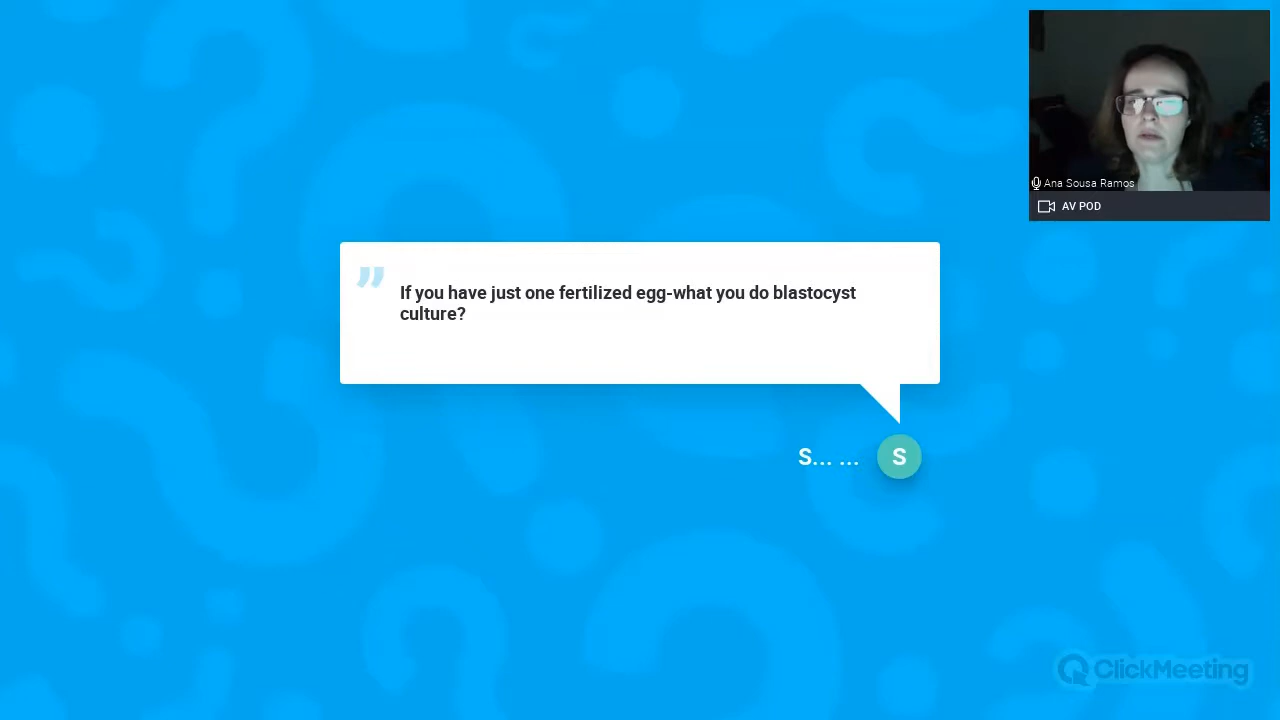 Ana Sousa Ramos
AV POD
If you have just one fertilized egg-what you do blastocyst
culture?
S... ...
S
ClickMeeting